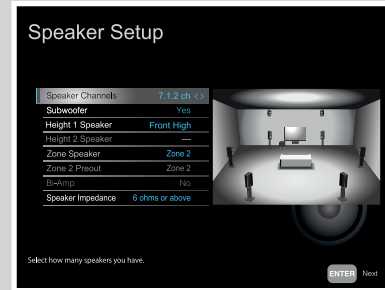 Speaker Setup
Speaker Channels 7.1.2 ch <>
Subwoofer Yes
Height 1 Speaker Front High
Height 2 Speaker ---
Zone Speaker Zone 2
Zone 2 Preout Zone 2
Bi-Amp No
Speaker Impedance 6 ohms or above
Select how many speakers you have.
ENTER Next